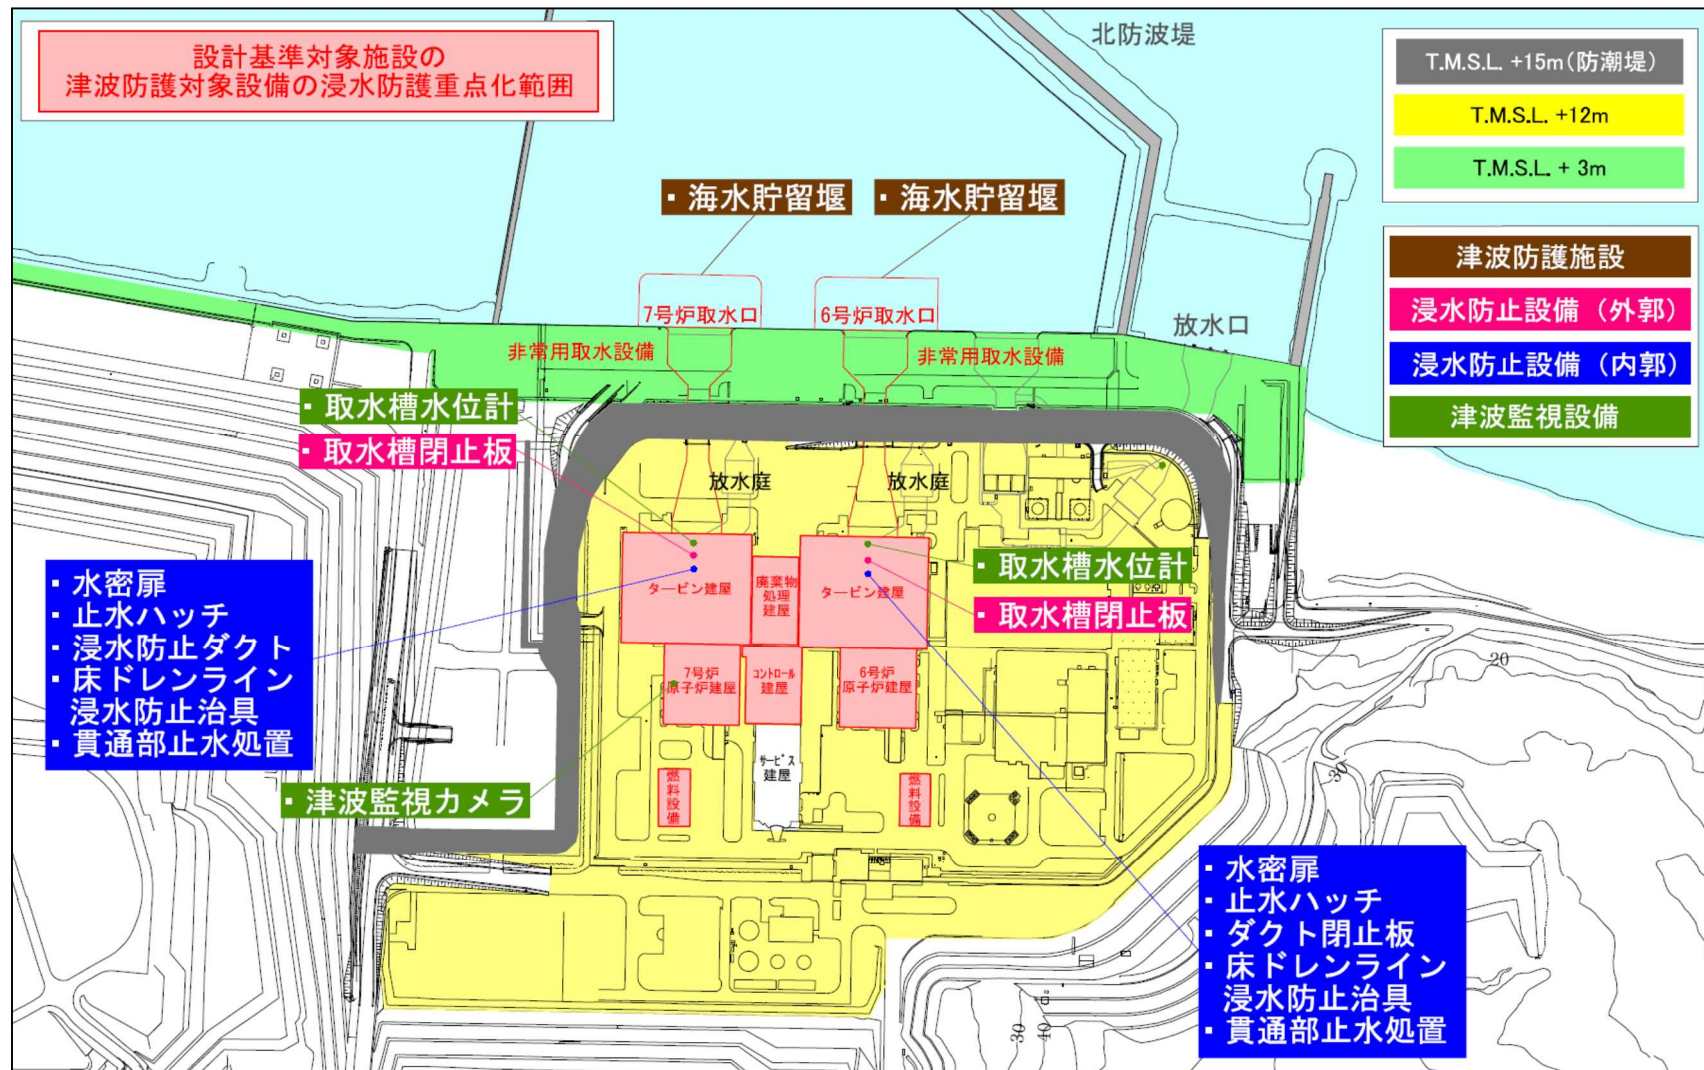 設計基準対象施設の
津波防護対象設備の浸水防護重点化範囲
北防波堤
T.M.S.L. +15m(防潮堤)
T.M.S.L. +12m
T.M.S.L. + 3m
・海水貯留堰
・海水貯留堰
津波防護施設
浸水防止設備（外郭）
浸水防止設備（内郭）
津波監視設備
7号炉取水口
6号炉取水口
放水口
非常用取水設備
非常用取水設備
・取水槽水位計
・取水槽閉止板
放水庭
放水庭
・取水槽水位計
・取水槽閉止板
タービン建屋
廃棄物
処理
建屋
タービン建屋
・水密扉
・止水ハッチ
・浸水防止ダクト
・床ドレンライン
浸水防止治具
・貫通部止水処置
7号炉
原子炉建屋
コントロール
建屋
6号炉
原子炉建屋
サービス
建屋
燃料設備
燃料設備
・津波監視カメラ
20
30
・水密扉
・止水ハッチ
・ダクト閉止板
・床ドレンライン
浸水防止治具
・貫通部止水処置
30
40